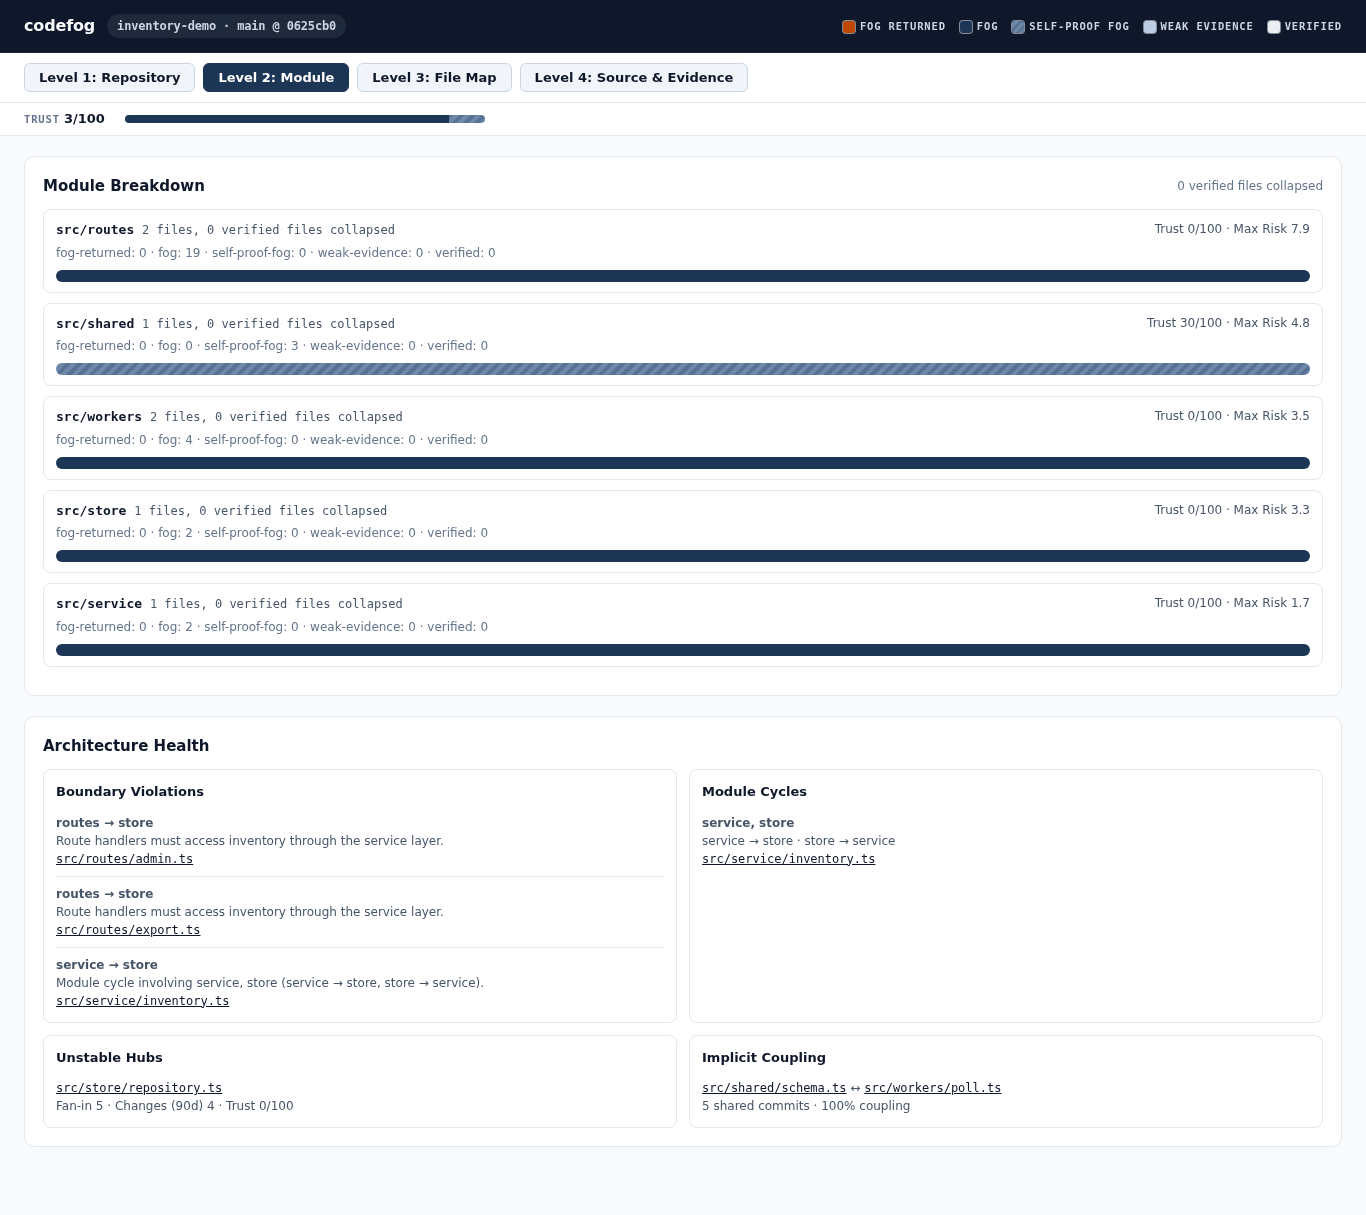 codefog inventory-demo · main @ 0625cb0 FOG RETURNED FOG SELF-PROOF FOG WEAK EVIDENCE VERIFIED
Level 1: Repository Level 2: Module Level 3: File Map Level 4: Source & Evidence
TRUST 3/100
Module Breakdown 0 verified files collapsed
src/routes 2 files, 0 verified files collapsed Trust 0/100 · Max Risk 7.9
fog-returned: 0 · fog: 19 · self-proof-fog: 0 · weak-evidence: 0 · verified: 0
src/shared 1 files, 0 verified files collapsed Trust 30/100 · Max Risk 4.8
fog-returned: 0 · fog: 0 · self-proof-fog: 3 · weak-evidence: 0 · verified: 0
src/workers 2 files, 0 verified files collapsed Trust 0/100 · Max Risk 3.5
fog-returned: 0 · fog: 4 · self-proof-fog: 0 · weak-evidence: 0 · verified: 0
src/store 1 files, 0 verified files collapsed Trust 0/100 · Max Risk 3.3
fog-returned: 0 · fog: 2 · self-proof-fog: 0 · weak-evidence: 0 · verified: 0
src/service 1 files, 0 verified files collapsed Trust 0/100 · Max Risk 1.7
fog-returned: 0 · fog: 2 · self-proof-fog: 0 · weak-evidence: 0 · verified: 0
Architecture Health
Boundary Violations
routes → store
Route handlers must access inventory through the service layer.
src/routes/admin.ts
routes → store
Route handlers must access inventory through the service layer.
src/routes/export.ts
service → store
Module cycle involving service, store (service → store, store → service).
src/service/inventory.ts
Module Cycles
service, store
service → store · store → service
src/service/inventory.ts
Unstable Hubs
src/store/repository.ts
Fan-in 5 · Changes (90d) 4 · Trust 0/100
Implicit Coupling
src/shared/schema.ts ↔ src/workers/poll.ts
5 shared commits · 100% coupling